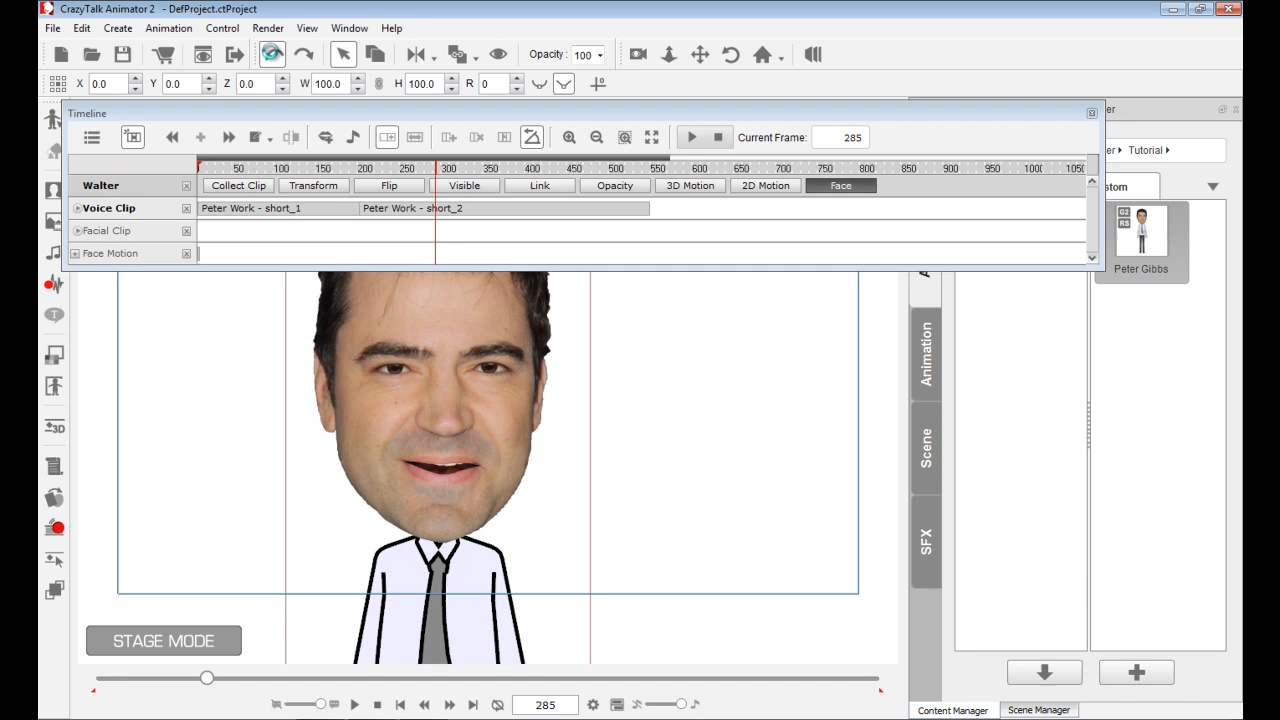 CrazyTalk Animator 2 - DefProject.ctProject
File Edit Create Animation Control Render View Window Help
Opacity : 100
X 0.0 Y 0.0 Z 0.0 W 100.0 H 100.0 R 0
Timeline
Tutorial
Current Frame: 285
50 100 150 200 250 300 350 400 450 500 550 600 650 700 750 800 850 900 950 1000 1050
Walter Collect Clip Transform Flip Visible Link Opacity 3D Motion 2D Motion Face
Voice Clip Peter Work - short_1 Peter Work - short_2
Facial Clip
Face Motion
G2
RS
Peter Gibbs
Animation
Scene
SFX
T
3D
STAGE MODE
285
Content Manager Scene Manager